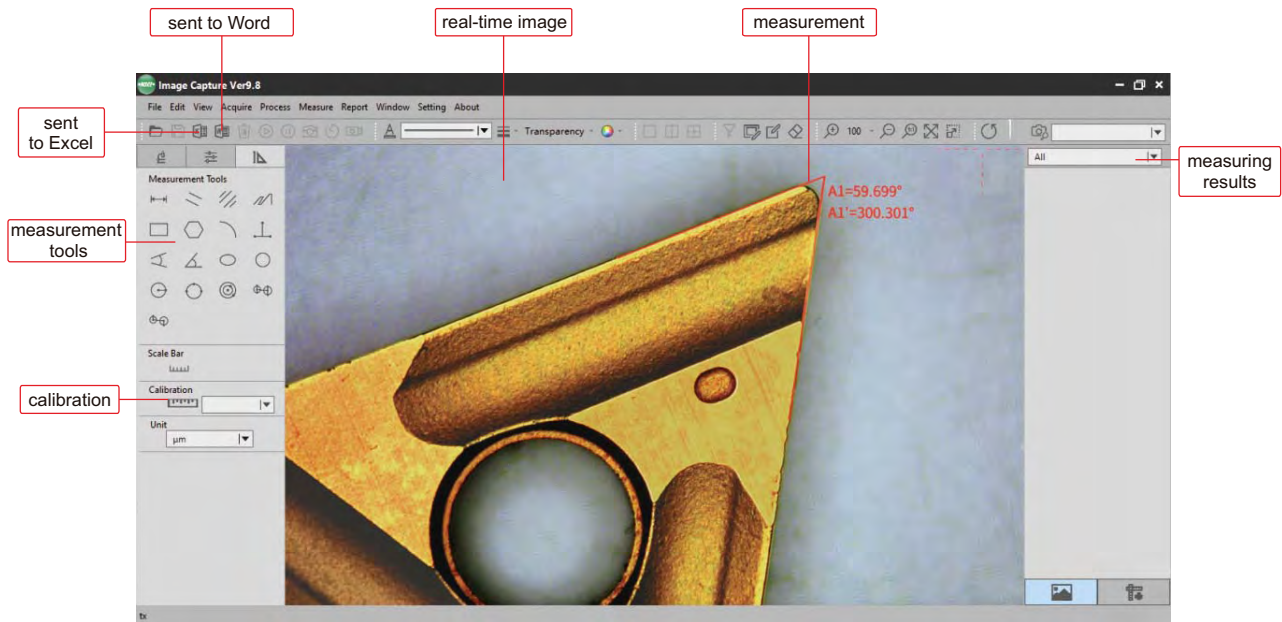 sent to Word
real-time image
measurement
Image Capture Ver9.8
File Edit View Acquire Process Measure Report Window Setting About
sent
to Excel
A
Transparency
100
All
measuring
results
Measurement Tools
A1=59.699°
A1'=300.301°
measurement
tools
Scale Bar
Calibration
calibration
Unit
µm
tx